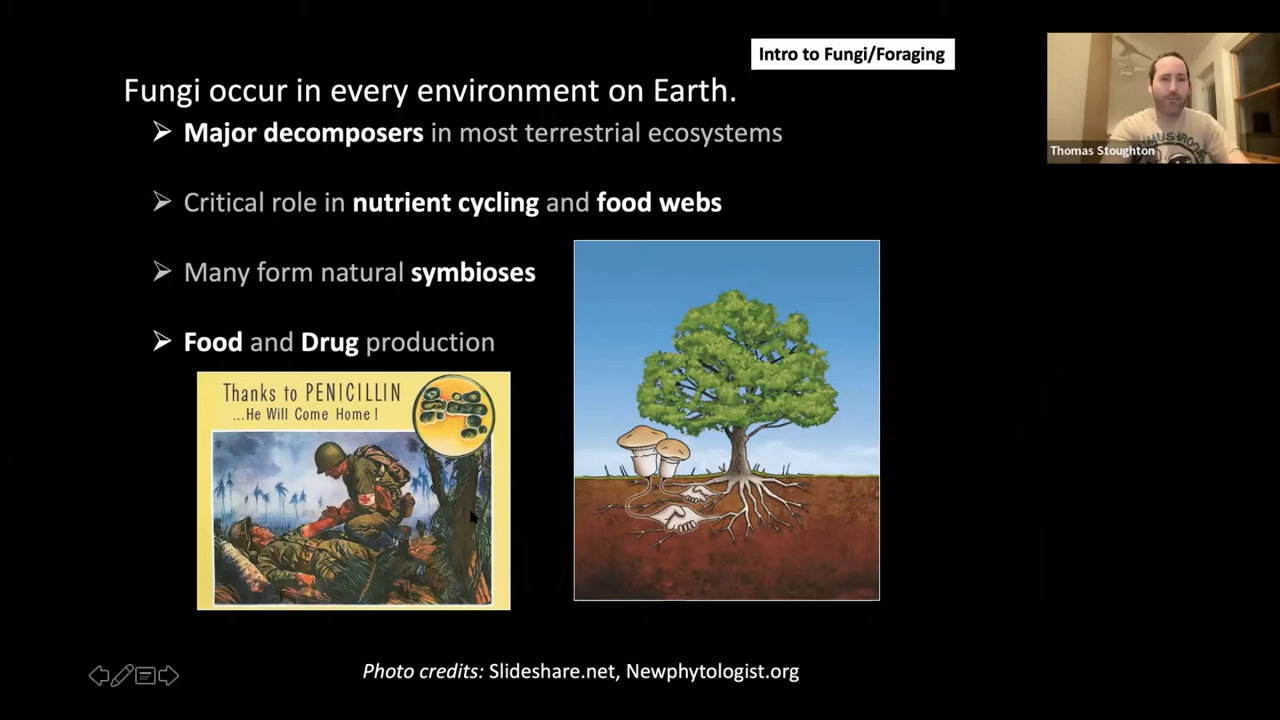 Intro to Fungi/Foraging
Fungi occur in every environment on Earth.
Major decomposers in most terrestrial ecosystems
Critical role in nutrient cycling and food webs
Many form natural symbioses
Food and Drug production
Thanks to PENICILLIN
...He Will Come Home!
Photo credits: Slideshare.net, Newphytologist.org
MUSHROO
Thomas Stoughton